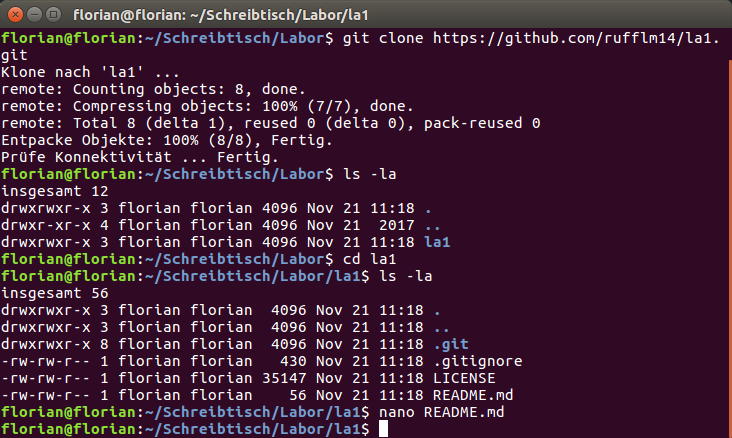 florian@florian: ~/Schreibtisch/Labor/la1
florian@florian:~/Schreibtisch/Labor$ git clone https://github.com/rufflm14/la1.
git
Klone nach 'la1' ...
remote: Counting objects: 8, done.
remote: Compressing objects: 100% (7/7), done.
remote: Total 8 (delta 1), reused 0 (delta 0), pack-reused 0
Entpacke Objekte: 100% (8/8), Fertig.
Prüfe Konnektivität ... Fertig.
florian@florian:~/Schreibtisch/Labor$ ls -la
insgesamt 12
drwxrwxr-x 3 florian florian 4096 Nov 21 11:18 .
drwxr-xr-x 4 florian florian 4096 Nov 21  2017 ..
drwxrwxr-x 3 florian florian 4096 Nov 21 11:18 la1
florian@florian:~/Schreibtisch/Labor$ cd la1
florian@florian:~/Schreibtisch/Labor/la1$ ls -la
insgesamt 56
drwxrwxr-x 3 florian florian  4096 Nov 21 11:18 .
drwxrwxr-x 3 florian florian  4096 Nov 21 11:18 ..
drwxrwxr-x 8 florian florian  4096 Nov 21 11:18 .git
-rw-rw-r-- 1 florian florian   430 Nov 21 11:18 .gitignore
-rw-rw-r-- 1 florian florian 35147 Nov 21 11:18 LICENSE
-rw-rw-r-- 1 florian florian    56 Nov 21 11:18 README.md
florian@florian:~/Schreibtisch/Labor/la1$ nano README.md
florian@florian:~/Schreibtisch/Labor/la1$